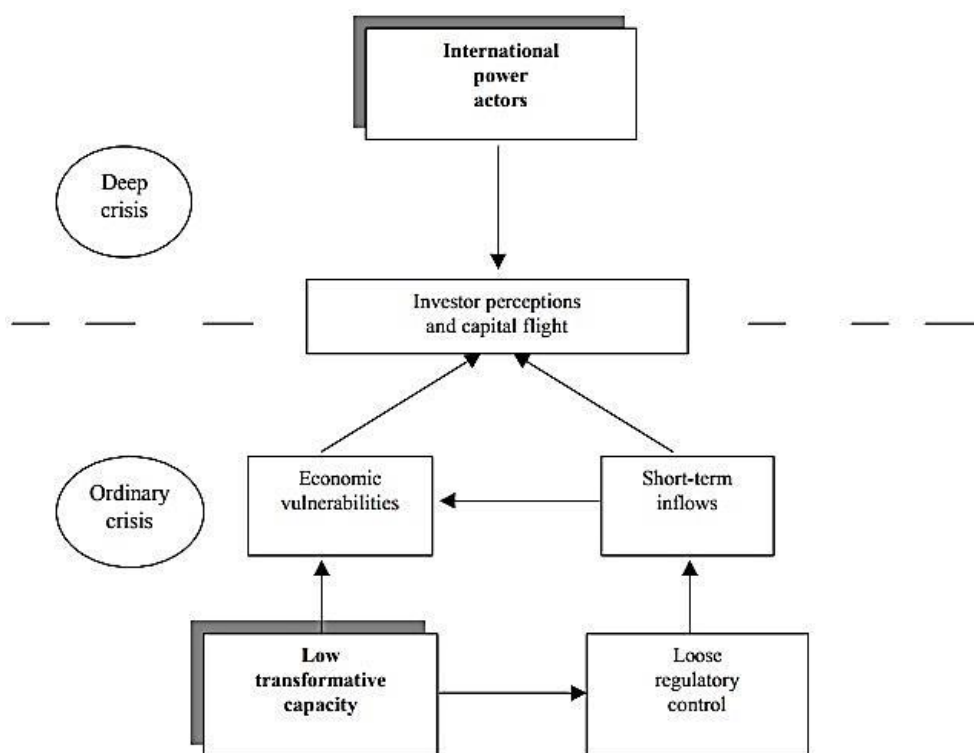 International
power
actors
Deep
crisis
Investor perceptions
and capital flight
Economic
vulnerabilities
Short-term
inflows
Ordinary
crisis
Low
transformative
capacity
Loose
regulatory
control